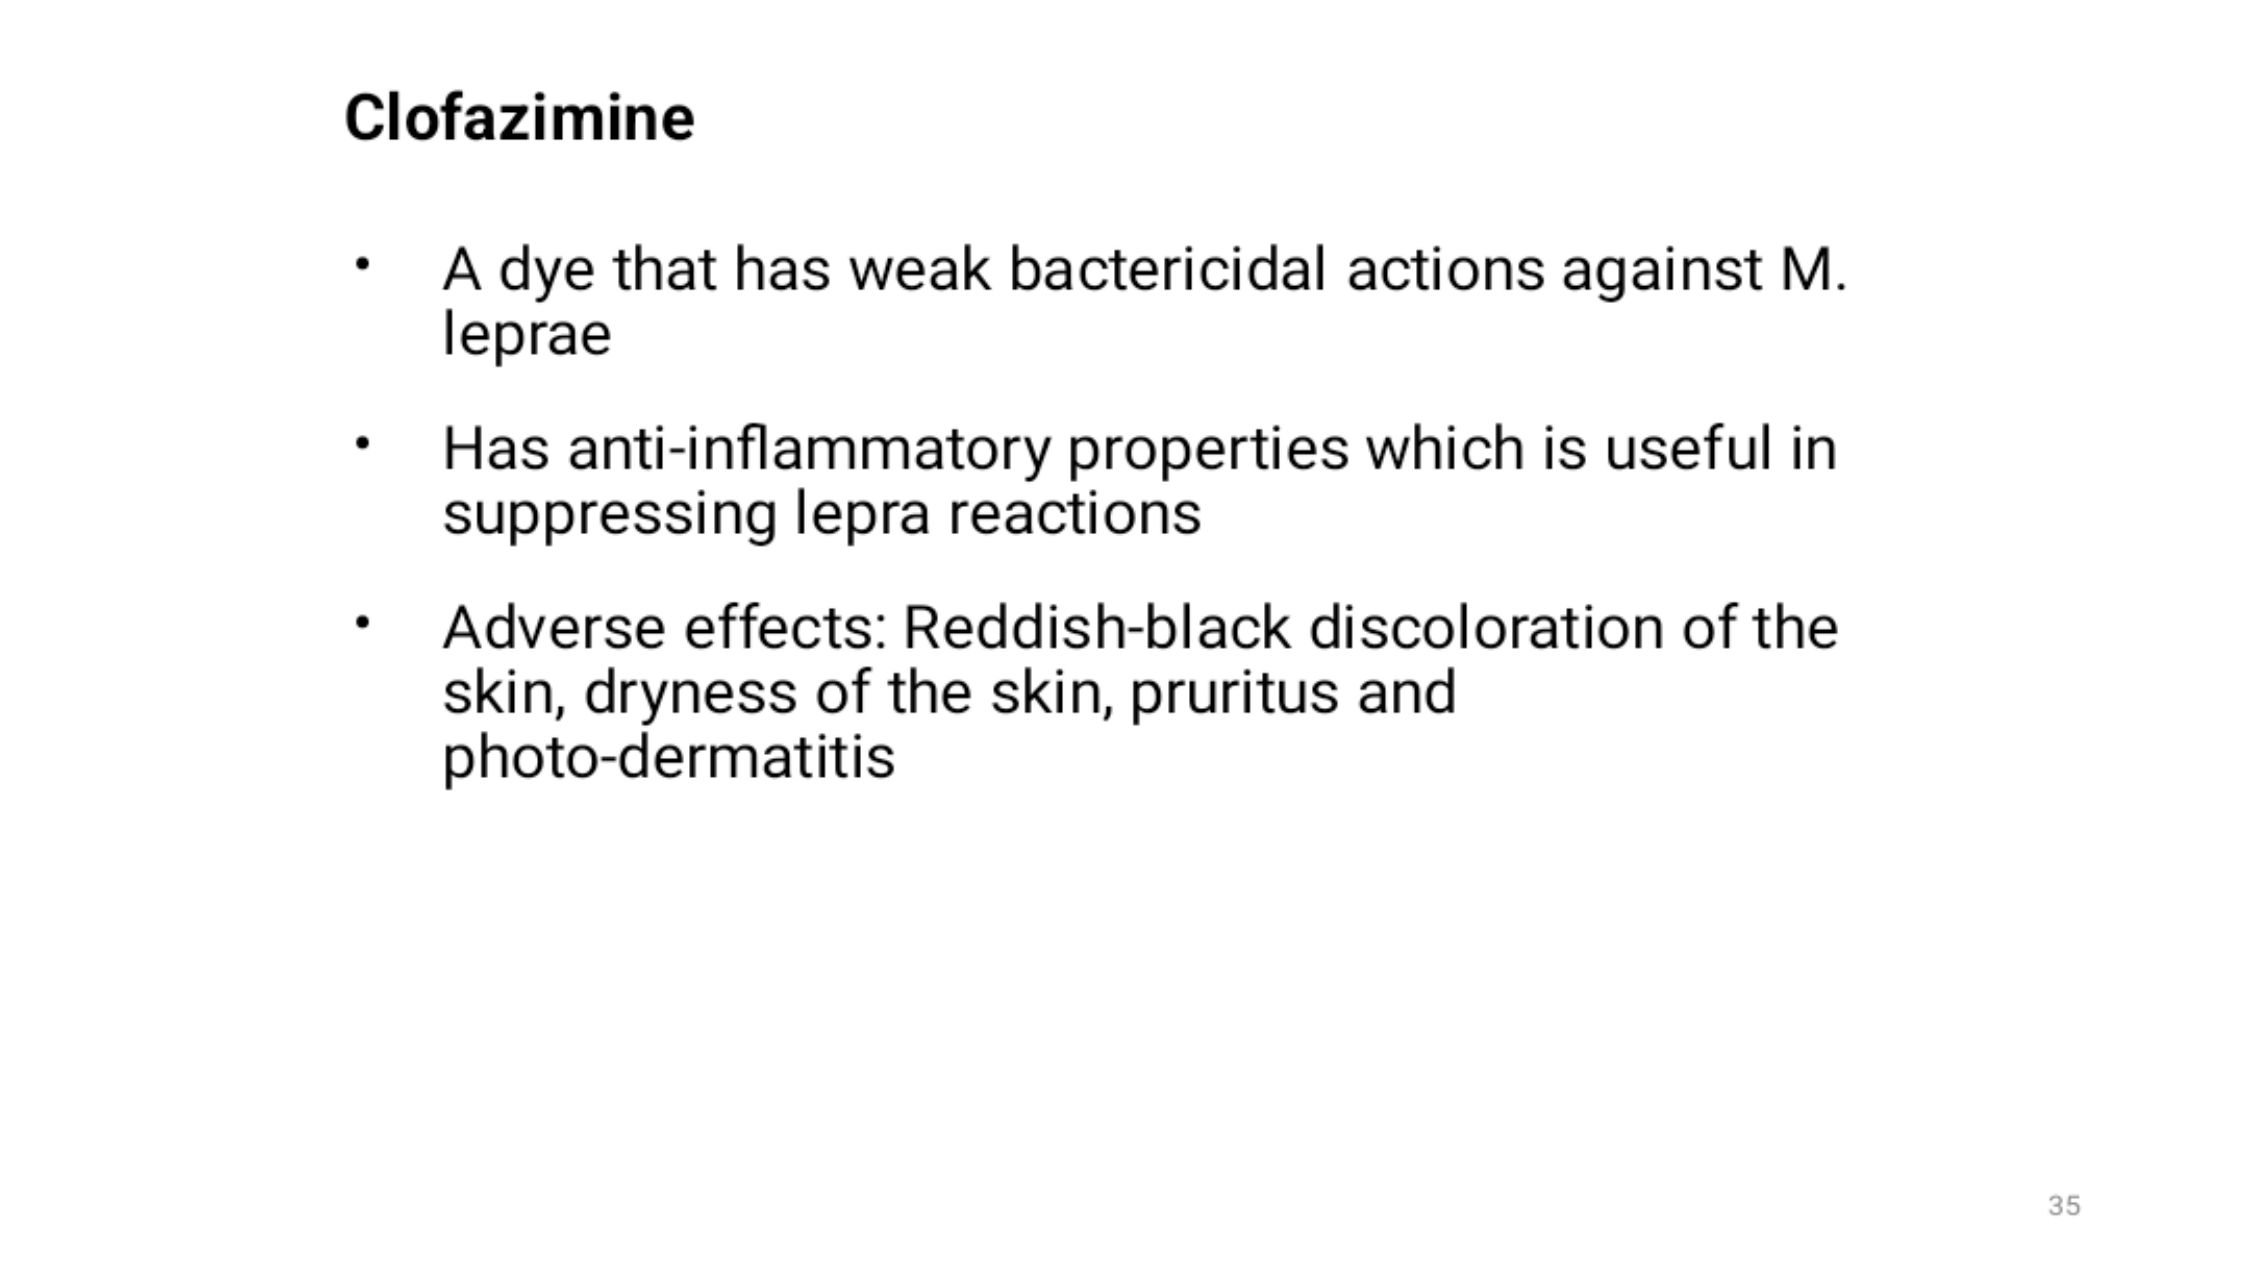 Clofazimine
• A dye that has weak bactericidal actions against M.
leprae
• Has anti-inflammatory properties which is useful in
suppressing lepra reactions
• Adverse effects: Reddish-black discoloration of the
skin, dryness of the skin, pruritus and
photo-dermatitis
35